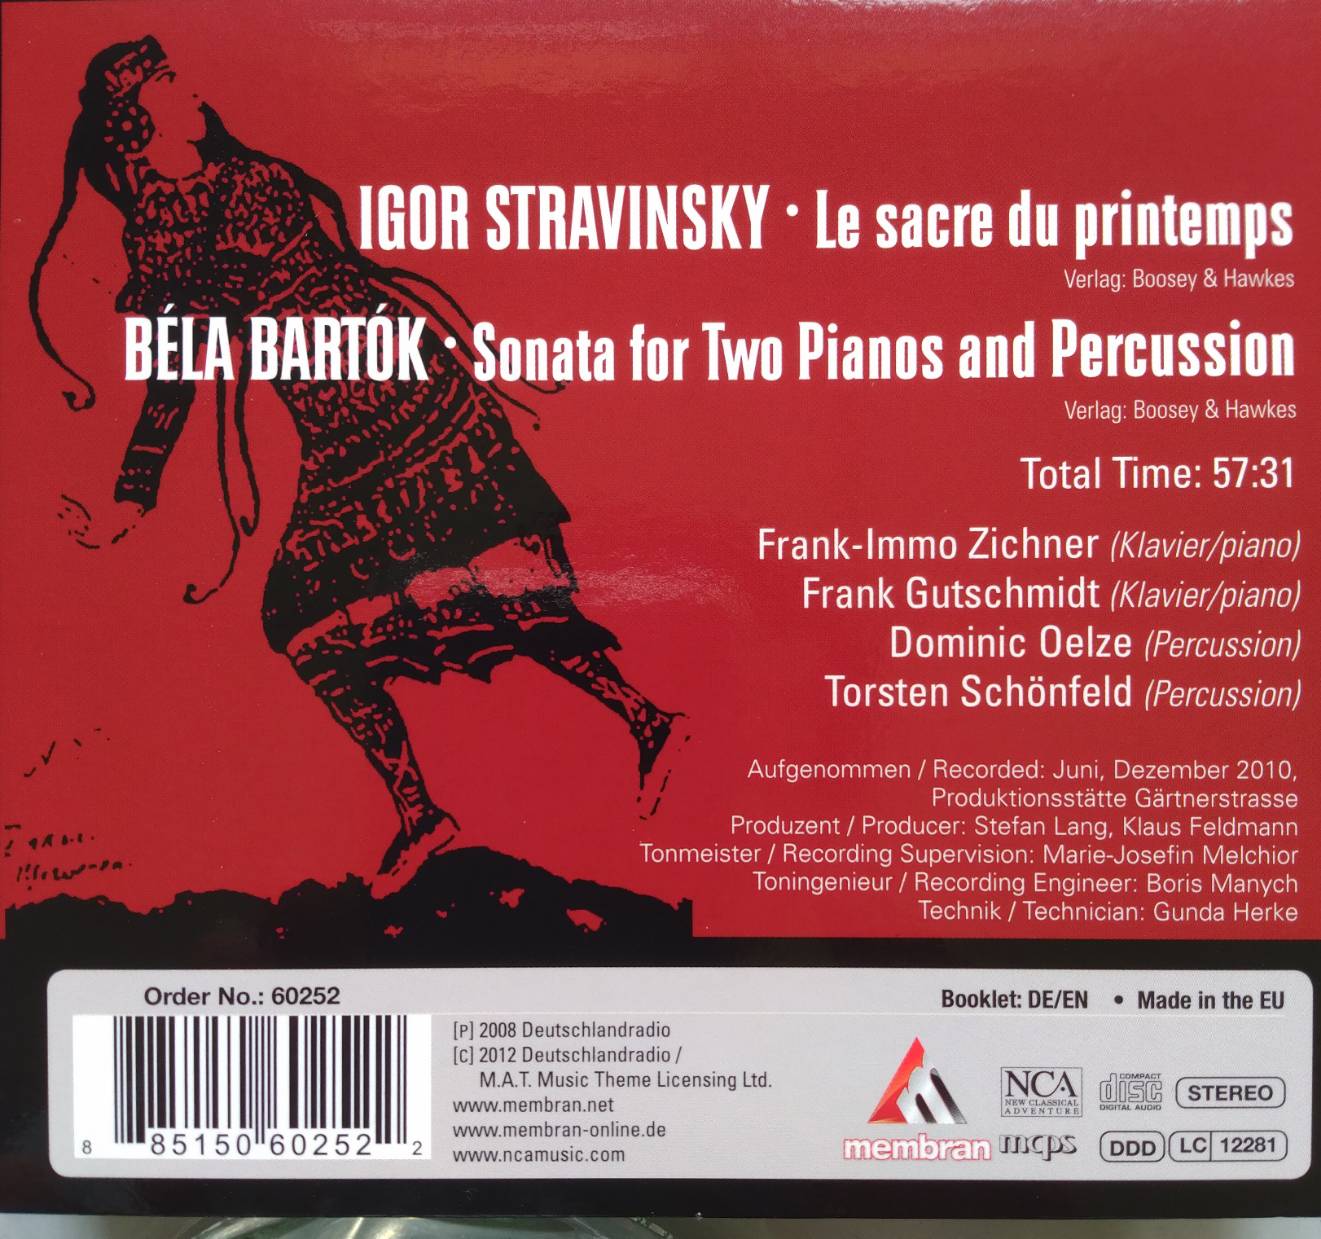 IGOR STRAVINSKY · Le sacre du printemps
Verlag: Boosey & Hawkes
BÉLA BARTÓK · Sonata for Two Pianos and Percussion
Verlag: Boosey & Hawkes
Total Time: 57:31
Frank-Immo Zichner (Klavier/piano)
Frank Gutschmidt (Klavier/piano)
Dominic Oelze (Percussion)
Torsten Schönfeld (Percussion)
Aufgenommen / Recorded: Juni, Dezember 2010,
Produktionsstätte Gärtnerstrasse
Produzent / Producer: Stefan Lang, Klaus Feldmann
Tonmeister / Recording Supervision: Marie-Josefin Melchior
Toningenieur / Recording Engineer: Boris Manych
Technik / Technician: Gunda Herke
Order No.: 60252
Booklet: DE/EN • Made in the EU
8 85150 60252 2
[P] 2008 Deutschlandradio
[C] 2012 Deutschlandradio /
M.A.T. Music Theme Licensing Ltd.
www.membran.net
www.membran-online.de
www.ncamusic.com
membran
NCA
NEW CLASSICAL
ADVENTURE
mcps
COMPACT
disc
DIGITAL AUDIO
STEREO
DDD
LC 12281